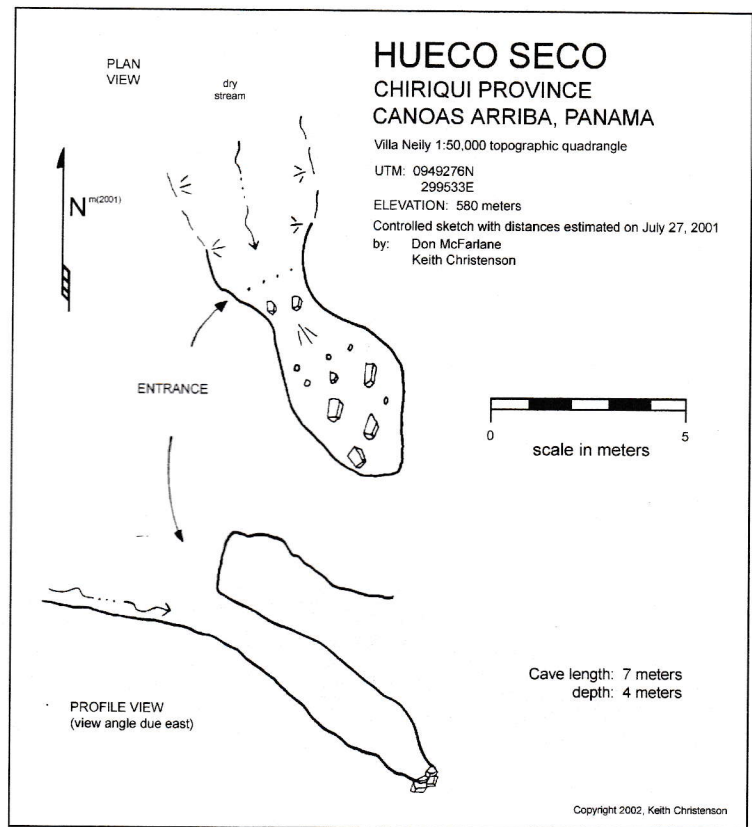 PLAN
VIEW
dry
stream
HUECO SECO
CHIRIQUI PROVINCE
CANOAS ARRIBA, PANAMA
Villa Neily 1:50,000 topographic quadrangle
UTM: 0949276N
299533E
ELEVATION: 580 meters
Controlled sketch with distances estimated on July 27, 2001
by: Don McFarlane
Keith Christenson
N m(2001)
ENTRANCE
0 5
scale in meters
Cave length: 7 meters
depth: 4 meters
PROFILE VIEW
(view angle due east)
Copyright 2002, Keith Christenson